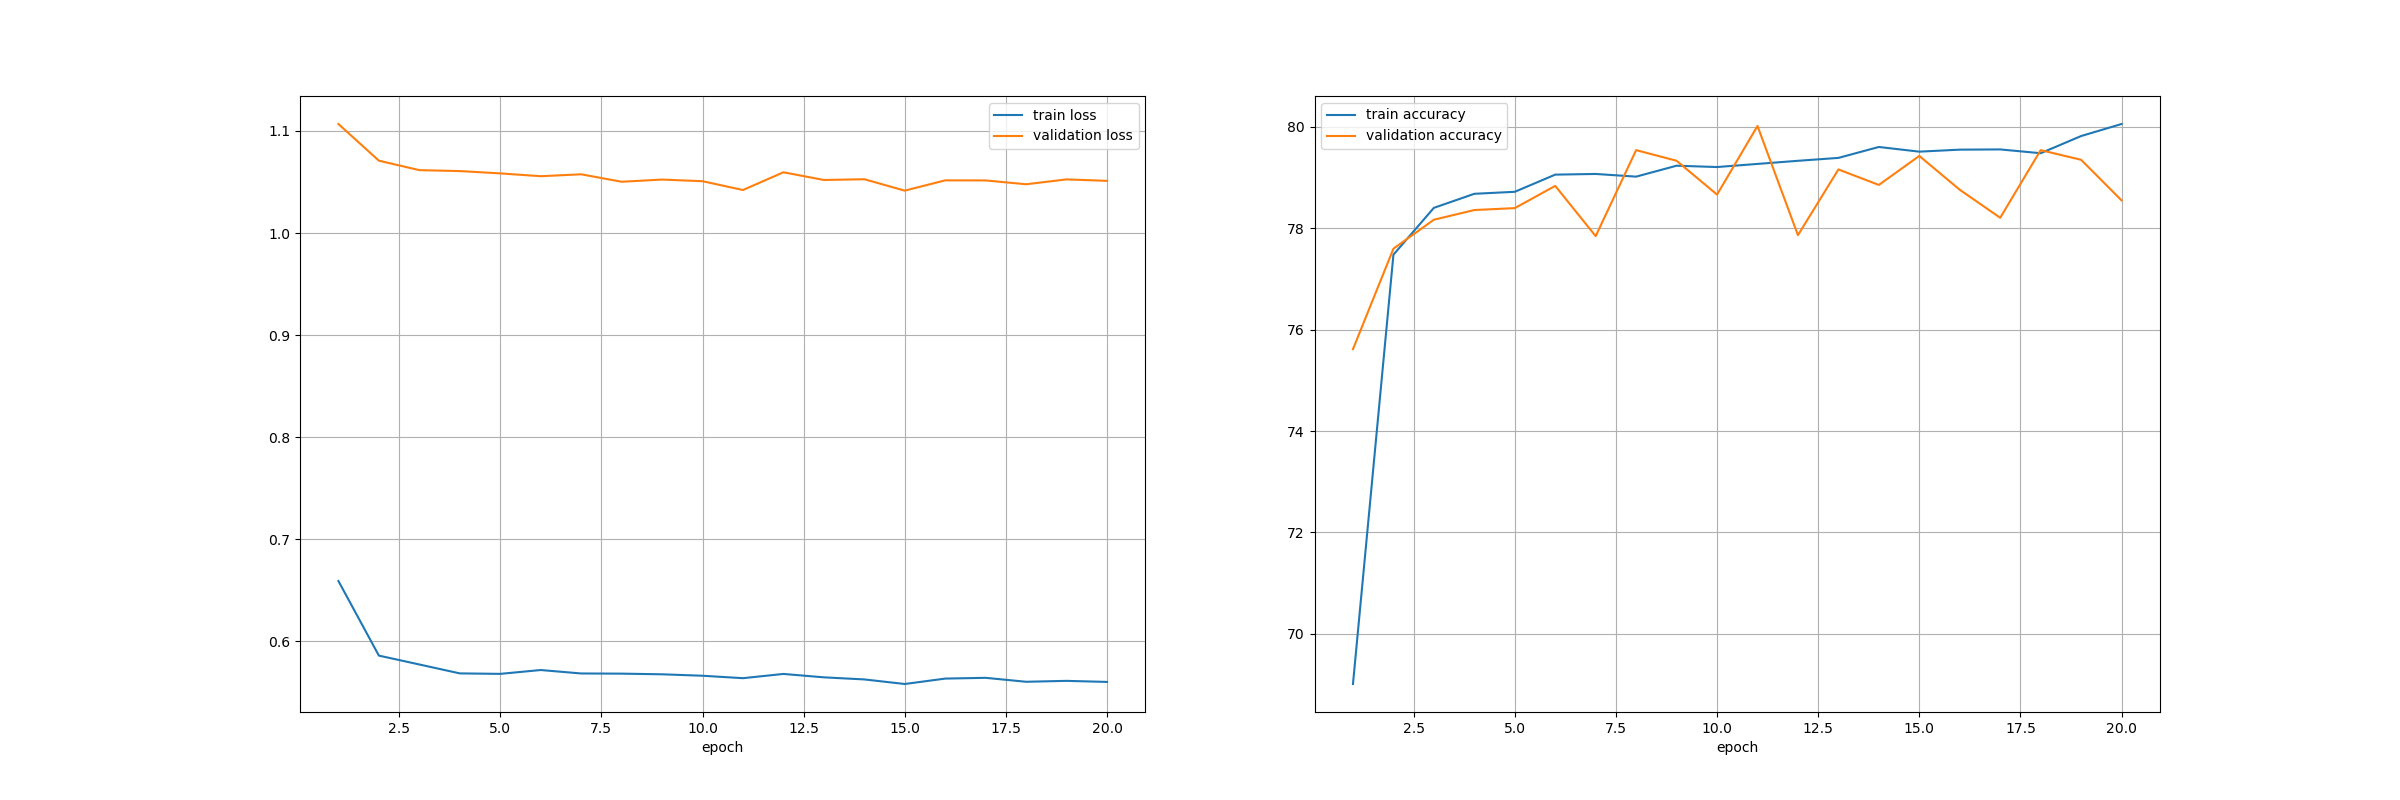 train loss
validation loss
1.1
1.0
0.9
0.8
0.7
0.6
2.5 5.0 7.5 10.0 12.5 15.0 17.5 20.0
epoch
train accuracy
validation accuracy
80
78
76
74
72
70
2.5 5.0 7.5 10.0 12.5 15.0 17.5 20.0
epoch